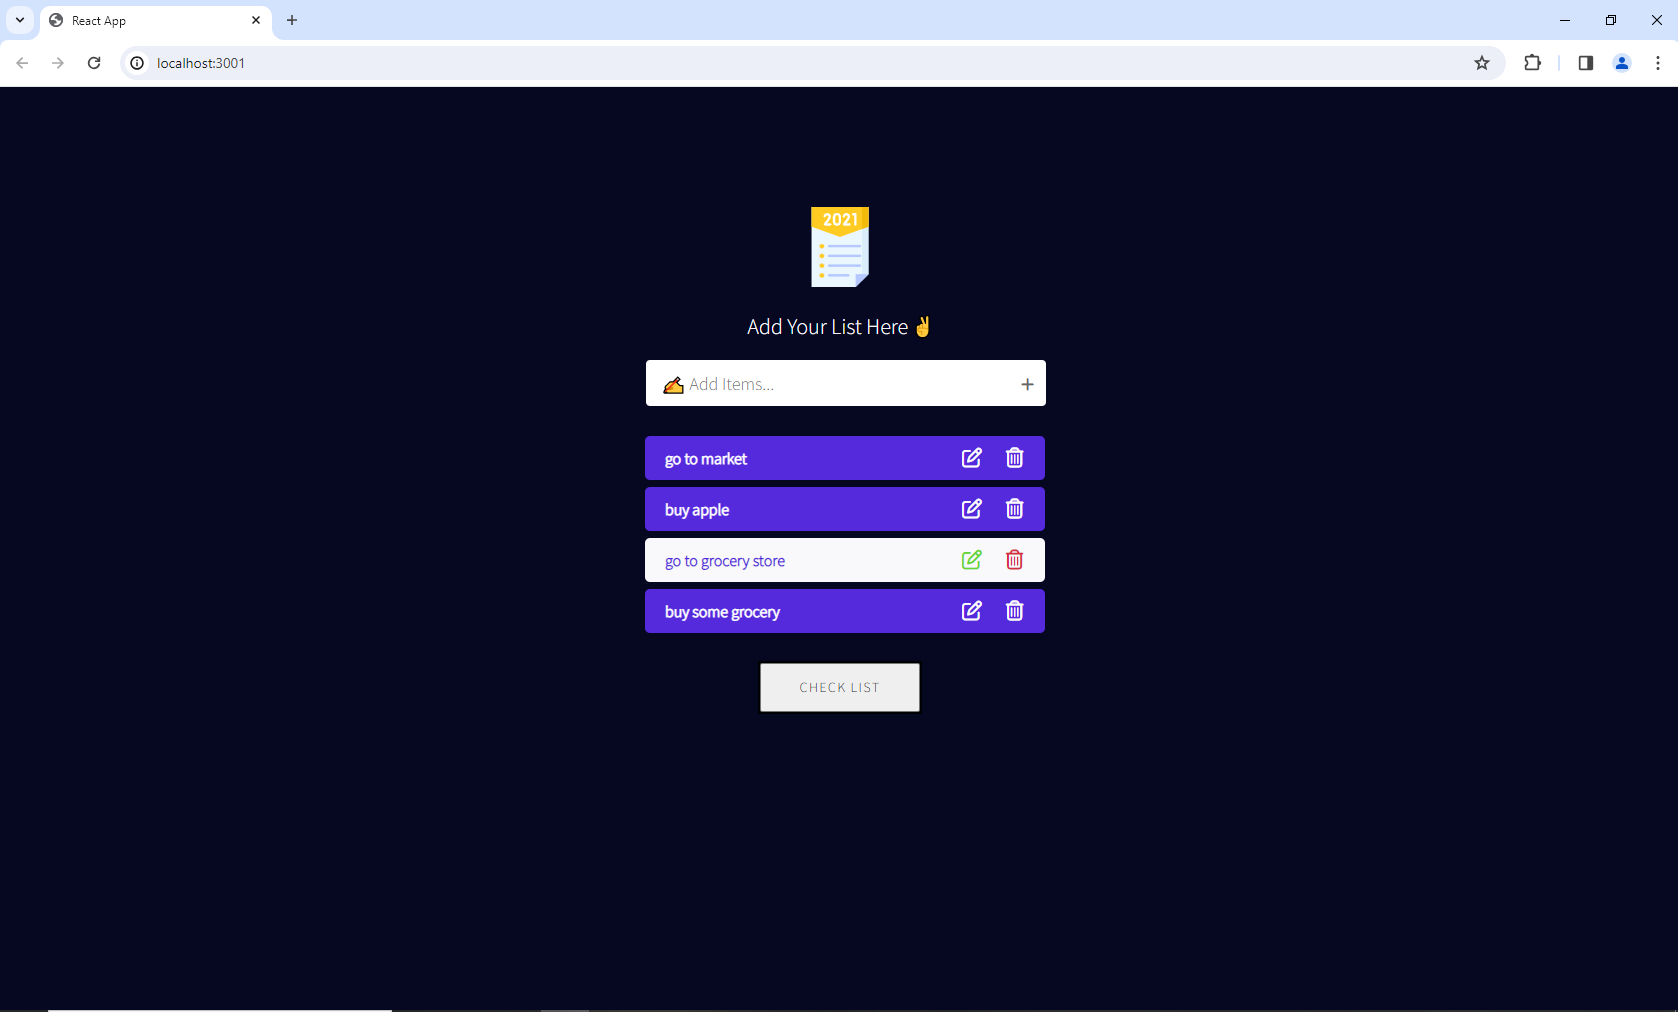 React App
localhost:3001
2021
Add Your List Here ✌
✍ Add Items...
go to market
buy apple
go to grocery store
buy some grocery
CHECK LIST